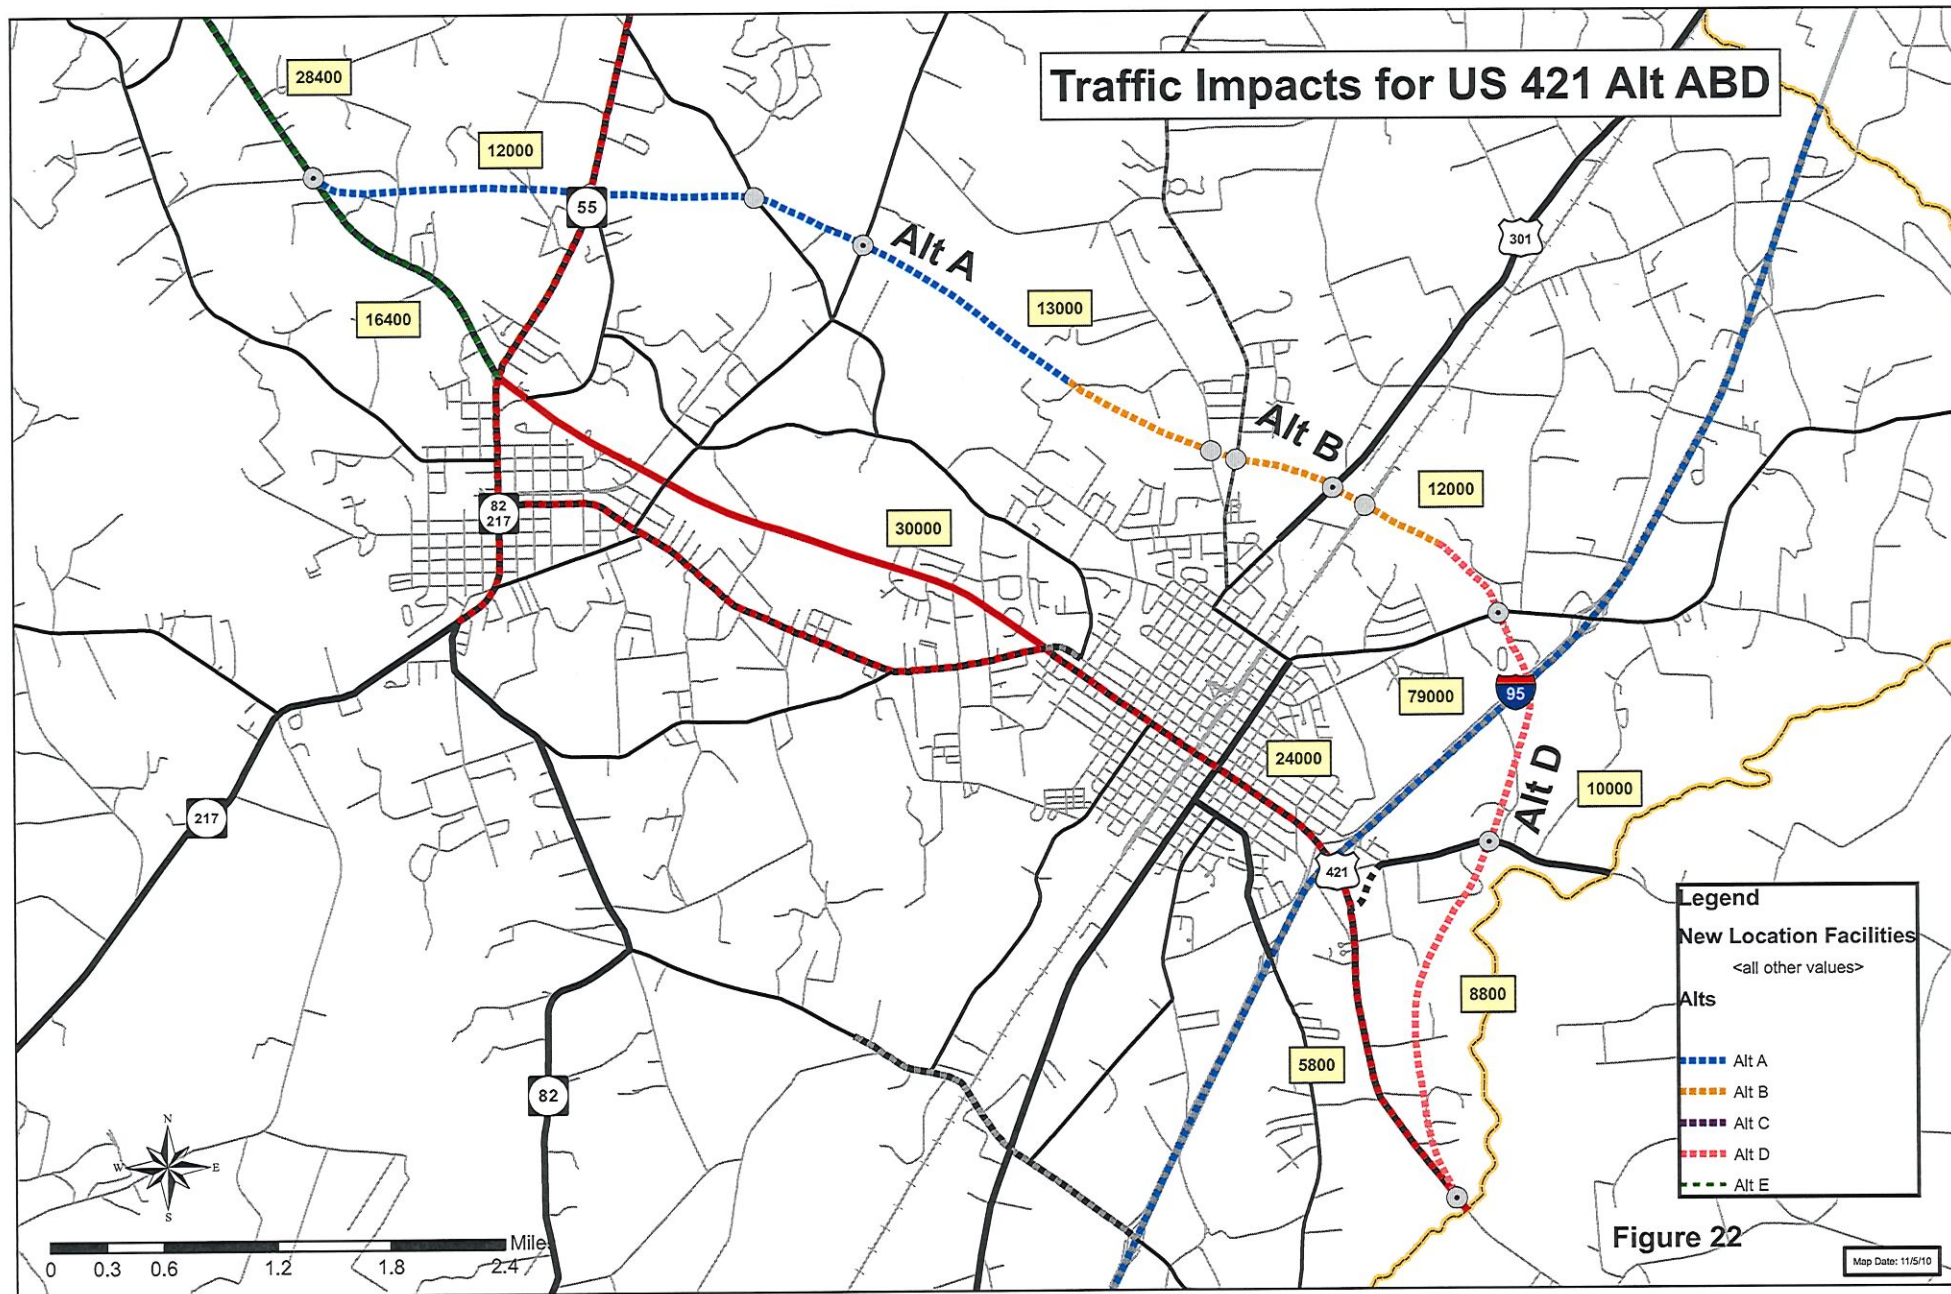 Traffic Impacts for US 421 Alt ABD
28400
12000
55
301
Alt A
16400
13000
Alt B
12000
82
217
30000
79000
95
24000
Alt D
10000
217
421
8800
5800
82
Legend
New Location Facilities
<all other values>
Alts
Alt A
Alt B
Alt C
Alt D
Alt E
N
W
E
S
Miles
0 0.3 0.6 1.2 1.8 2.4
Figure 22
Map Date: 11/5/10